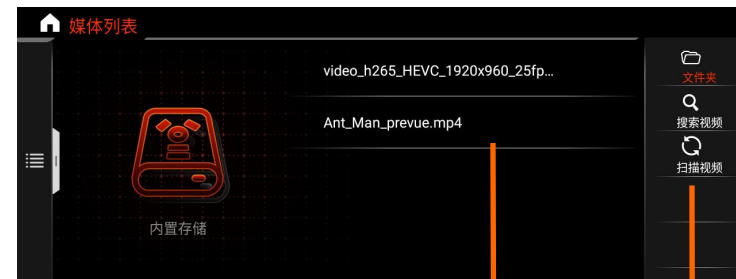 媒体列表
video_h265_HEVC_1920x960_25fp...
Ant_Man_prevue.mp4
内置存储
文件夹
搜索视频
扫描视频